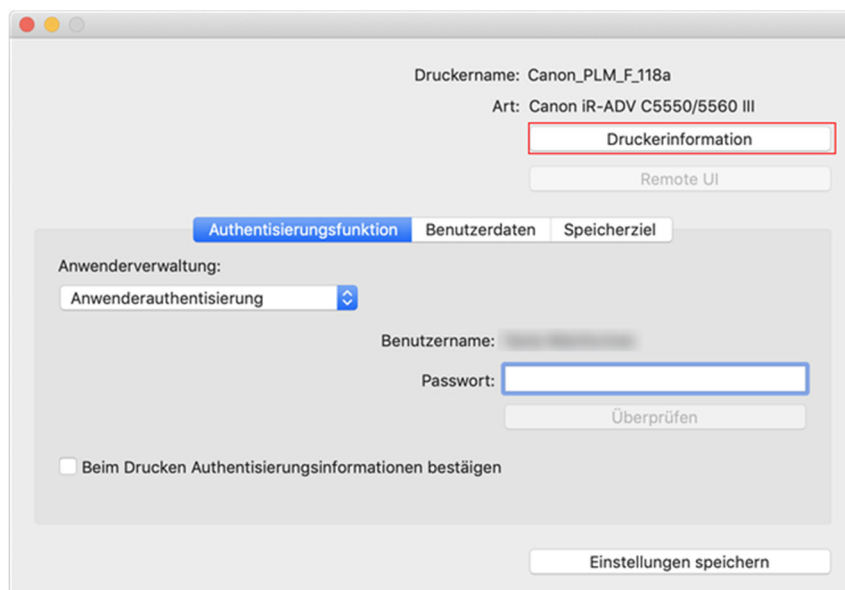 Druckername: Canon_PLM_F_118a
Art: Canon iR-ADV C5550/5560 III
Druckerinformation
Remote UI
Authentisierungsfunktion Benutzerdaten Speicherziel
Anwenderverwaltung:
Anwenderauthentisierung
Benutzername:
Passwort:
Überprüfen
Beim Drucken Authentisierungsinformationen bestäigen
Einstellungen speichern